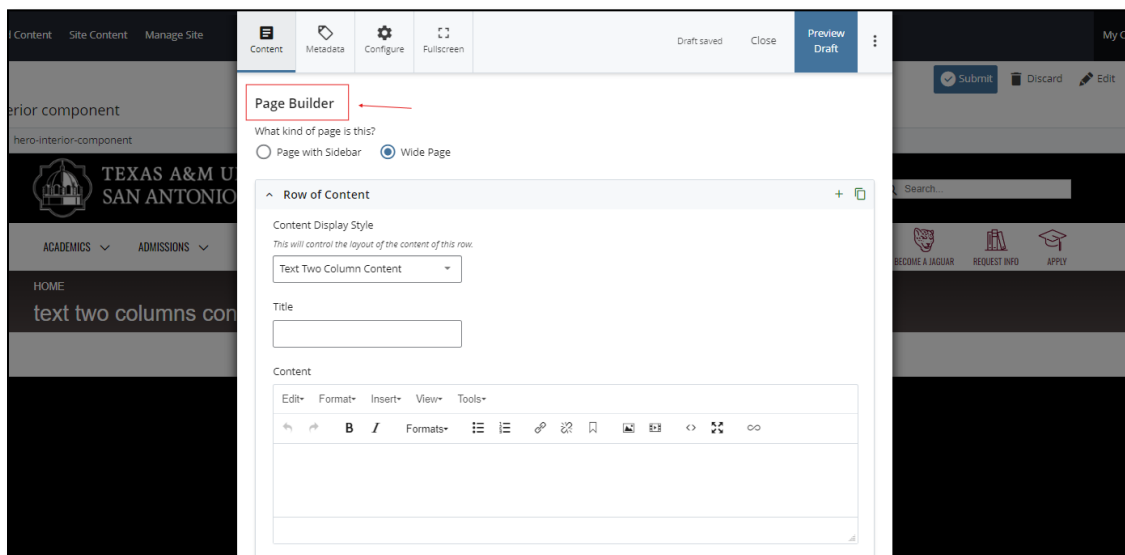 l Content Site Content Manage Site
Content Metadata Configure Fullscreen
Draft saved Close Preview Draft
My C
Submit Discard Edit
erior component
hero-interior-component
Page Builder
What kind of page is this?
Page with Sidebar Wide Page
TEXAS A&M U
SAN ANTONIO
Search...
Row of Content
Content Display Style
This will control the layout of the content of this row.
Text Two Column Content
ACADEMICS ADMISSIONS
BECOME A JAGUAR REQUEST INFO APPLY
HOME
text two columns con
Title
Content
Edit Format Insert View Tools
B I Formats